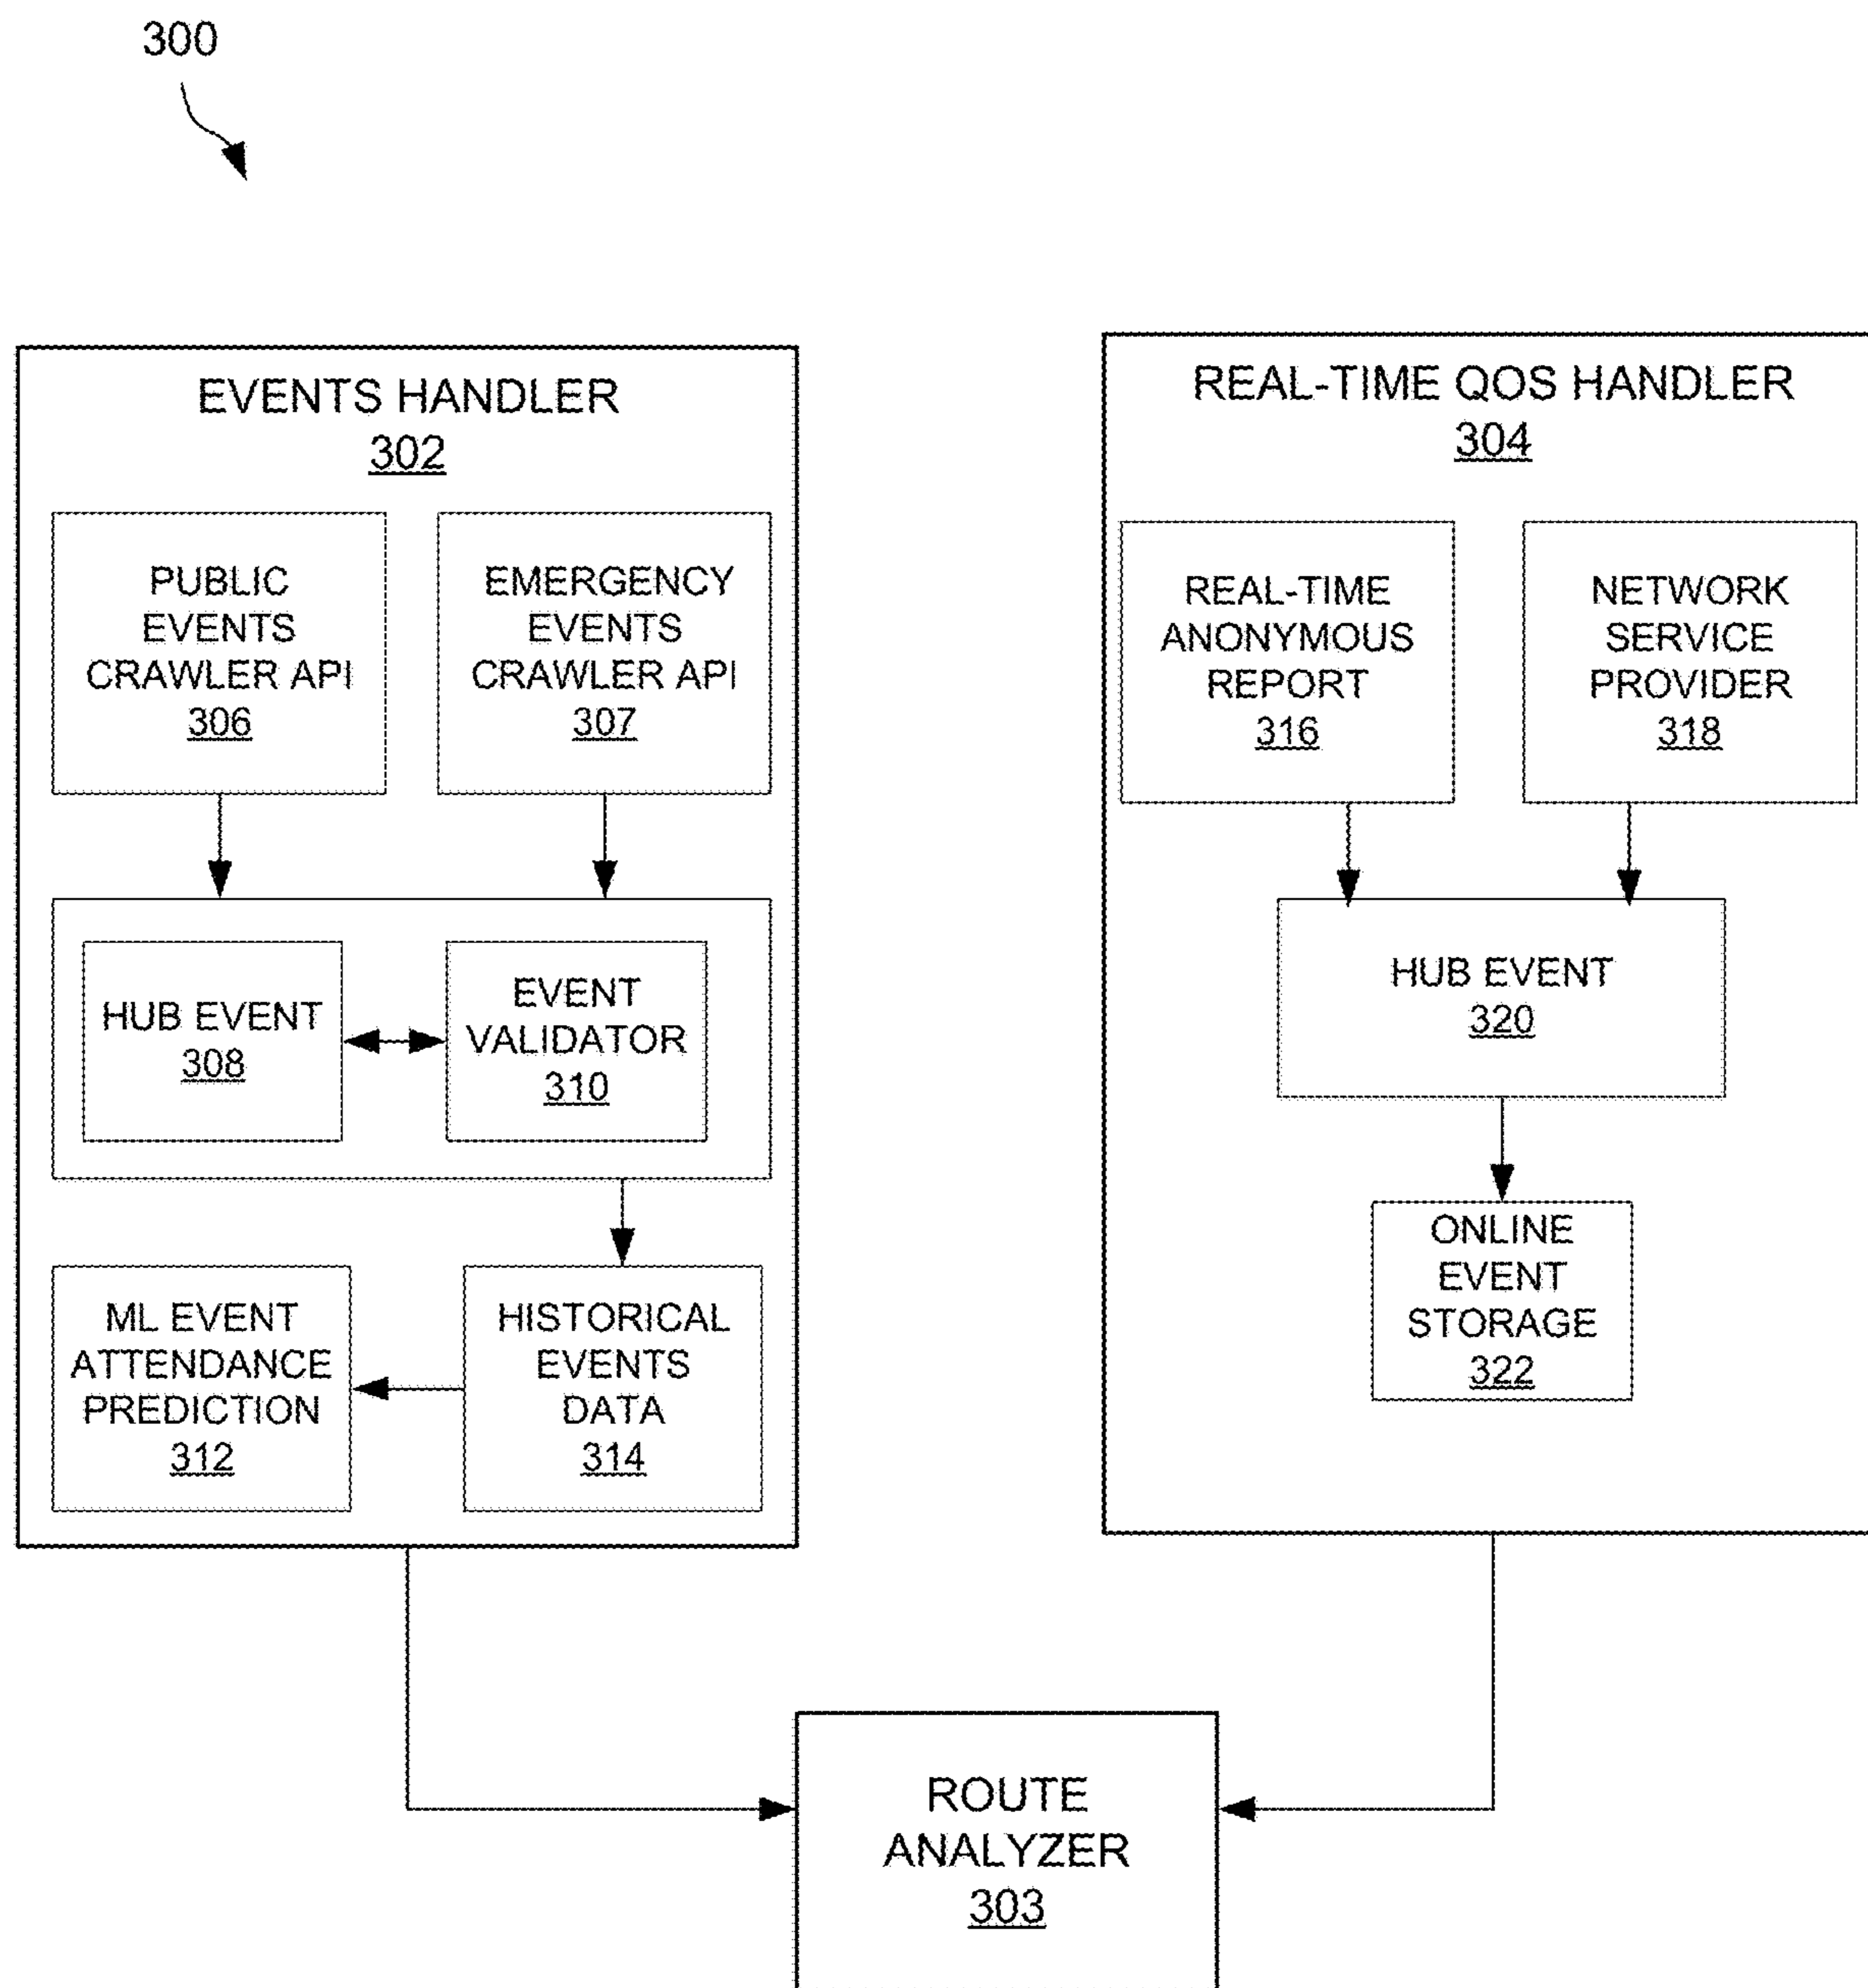 300
EVENTS HANDLER
302
PUBLIC
EVENTS
CRAWLER API
306
EMERGENCY
EVENTS
CRAWLER API
307
HUB EVENT
308
EVENT
VALIDATOR
310
ML EVENT
ATTENDANCE
PREDICTION
312
HISTORICAL
EVENTS
DATA
314
REAL-TIME QOS HANDLER
304
REAL-TIME
ANONYMOUS
REPORT
316
NETWORK
SERVICE
PROVIDER
318
HUB EVENT
320
ONLINE
EVENT
STORAGE
322
ROUTE
ANALYZER
303